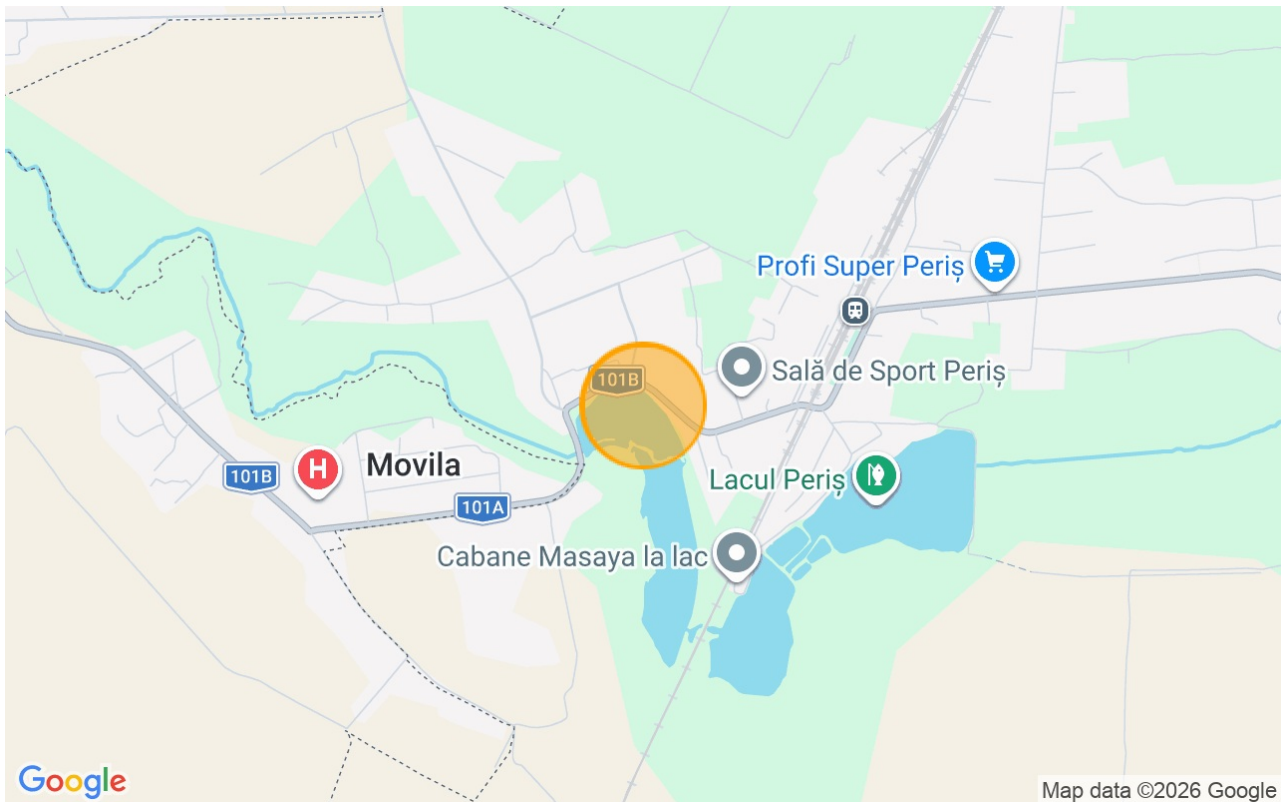 Profi Super Periș
101B
Sală de Sport Periș
H
Movila
101B
Lacul Periș
101A
Cabane Masaya la lac
Google
Map data ©2026 Google